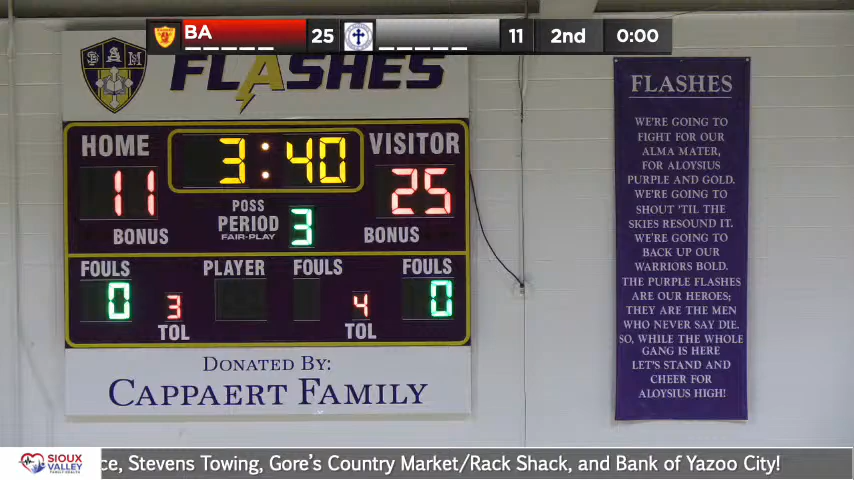 BA 25 11 2nd 0:00
S A M
FLASHES
HOME 3:40 VISITOR
11 25
POSS
PERIOD 3
FAIR-PLAY
BONUS BONUS
FOULS PLAYER FOULS FOULS
0 3 4 0
TOL TOL
DONATED BY:
CAPPAERT FAMILY
FLASHES
WE'RE GOING TO
FIGHT FOR OUR
ALMA MATER,
FOR ALOYSIUS
PURPLE AND GOLD.
WE'RE GOING TO
SHOUT 'TIL THE
SKIES RESOUND IT.
WE'RE GOING TO
BACK UP OUR
WARRIORS BOLD.
THE PURPLE FLASHES
ARE OUR HEROES;
THEY ARE THE MEN
WHO NEVER SAY DIE.
SO, WHILE THE WHOLE
GANG IS HERE
LET'S STAND AND
CHEER FOR
ALOYSIUS HIGH!
SIOUX
VALLEY
FAMILY HEALTH
ce, Stevens Towing, Gore's Country Market/Rack Shack, and Bank of Yazoo City!